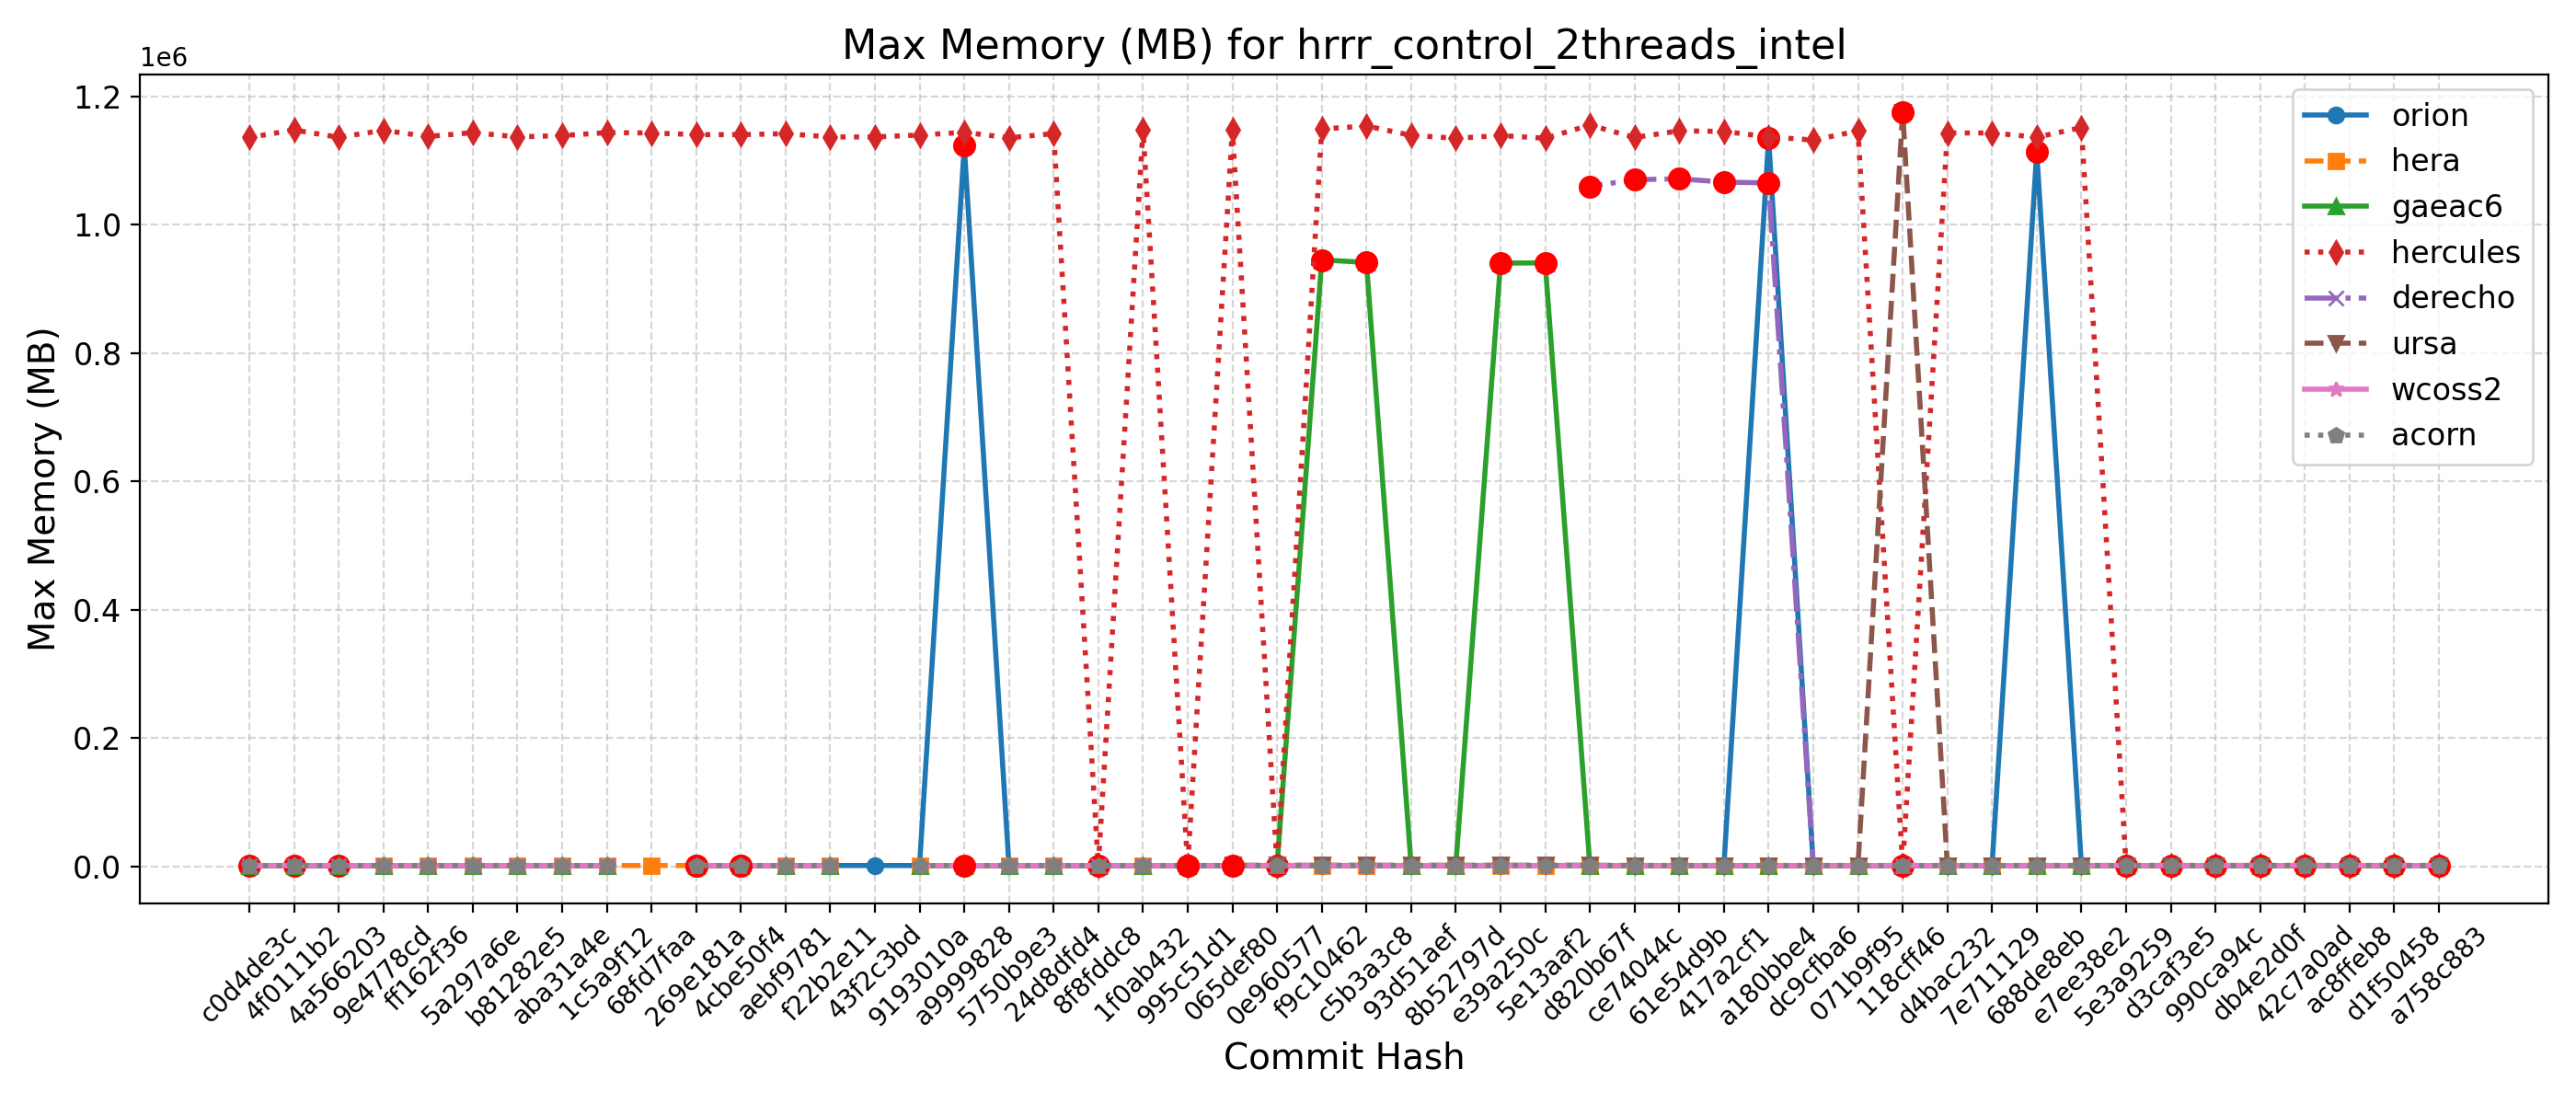 Max Memory (MB) for hrrr_control_2threads_intel
1e6
1.2
1.0
0.8
0.6
0.4
0.2
0.0
Max Memory (MB)
orion
hera
gaeac6
hercules
derecho
ursa
wcoss2
acorn
c0d4de3c
4f0111b2
4a566203
9e4778cd
ff162f36
5a297a6e
b81282e5
aba31a4e
1c5a9f12
68fd7faa
269e181a
4cbe50f4
aebf9781
f22b2e11
43f2c3bd
9193010a
a9999828
5750b9e3
24d8dfd4
8f8fddc8
1f0ab432
995c51d1
065def80
0e960577
f9c10462
c5b3a3c8
93d51aef
8b52797d
e39a250c
5e13aaf2
d820b67f
ce74044c
61e54d9b
417a2cf1
a180bbe4
dc9cfba6
071b9f95
118cff46
d4bac232
7e711129
688de8eb
e7ee38e2
5e3a9259
d3caf3e5
990ca94c
db4e2d0f
42c7a0ad
ac8ffeb8
d1f50458
a758c883
Commit Hash